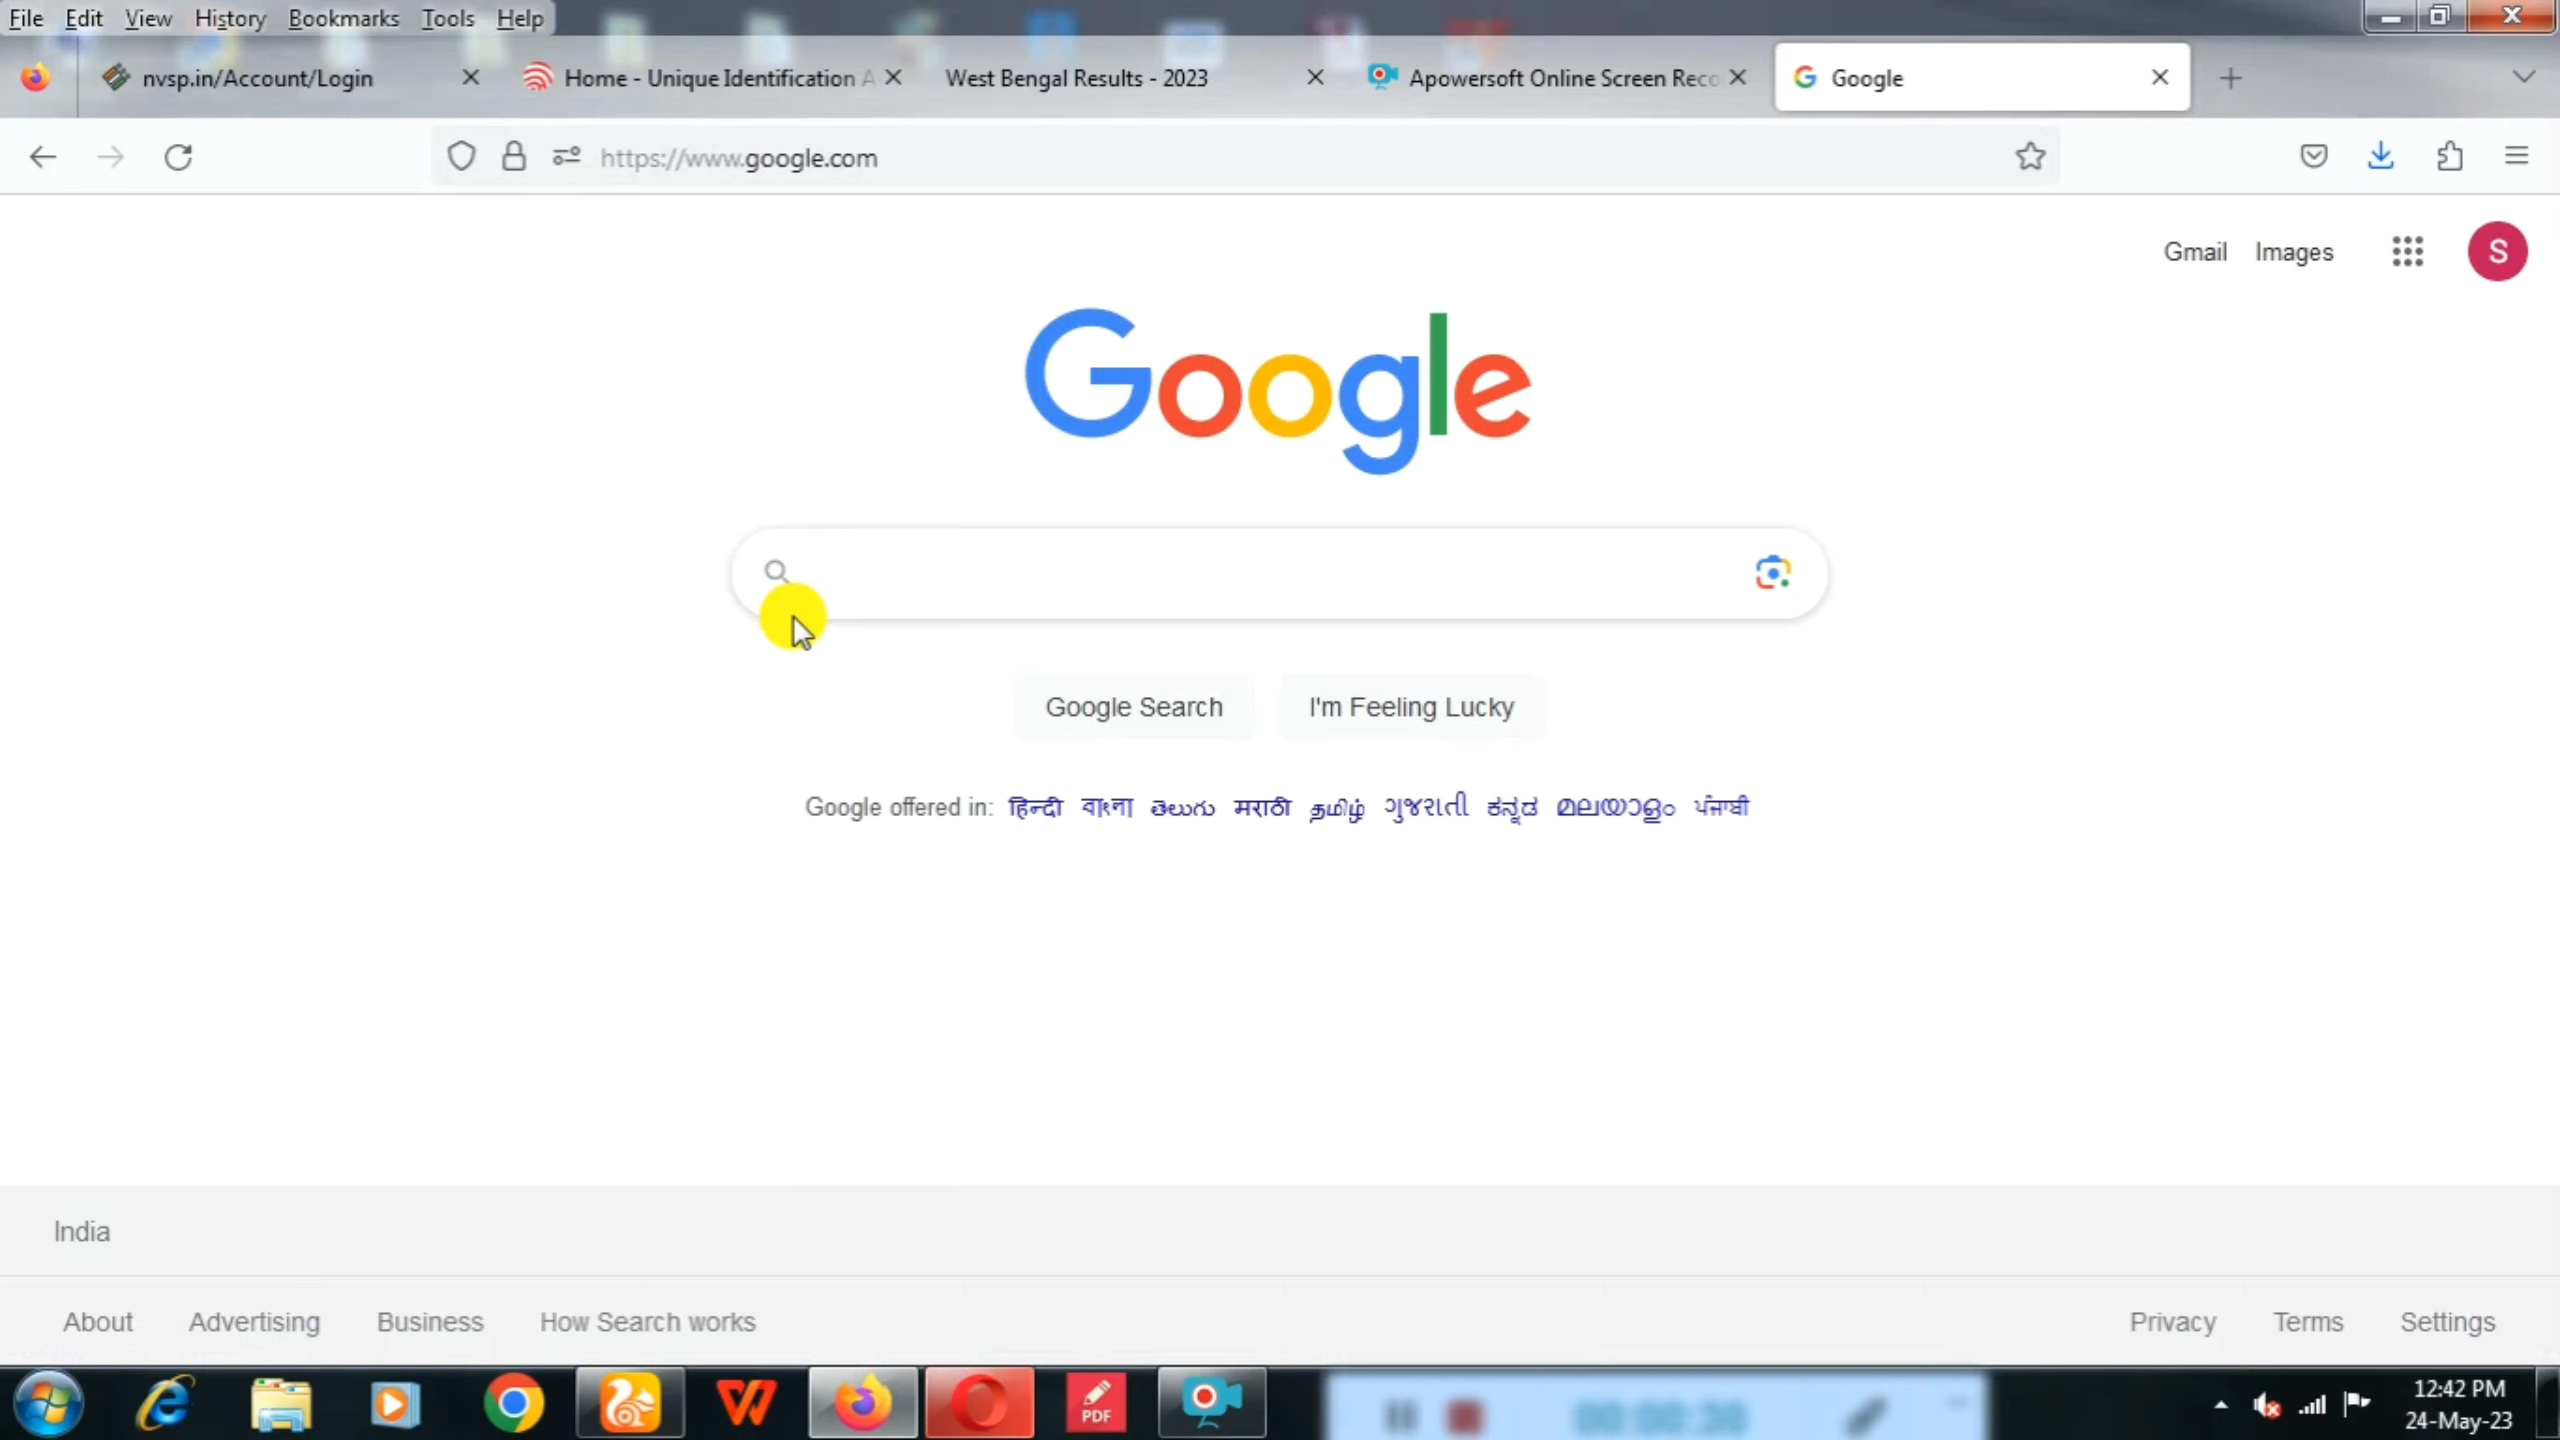 File Edit View History Bookmarks Tools Help
nvsp.in/Account/Login Home - Unique Identification A West Bengal Results - 2023 Apowersoft Online Screen Reco Google
https://www.google.com
Gmail Images S
Google
Google Search I'm Feeling Lucky
Google offered in: हिन्दी বাংলা తెలుగు मराठी தமிழ் ગુજરાતી ಕನ್ನಡ മലയാളം ਪੰਜਾਬੀ
India
About Advertising Business How Search works Privacy Terms Settings
PDF 00:00:30 12:42 PM
24-May-23